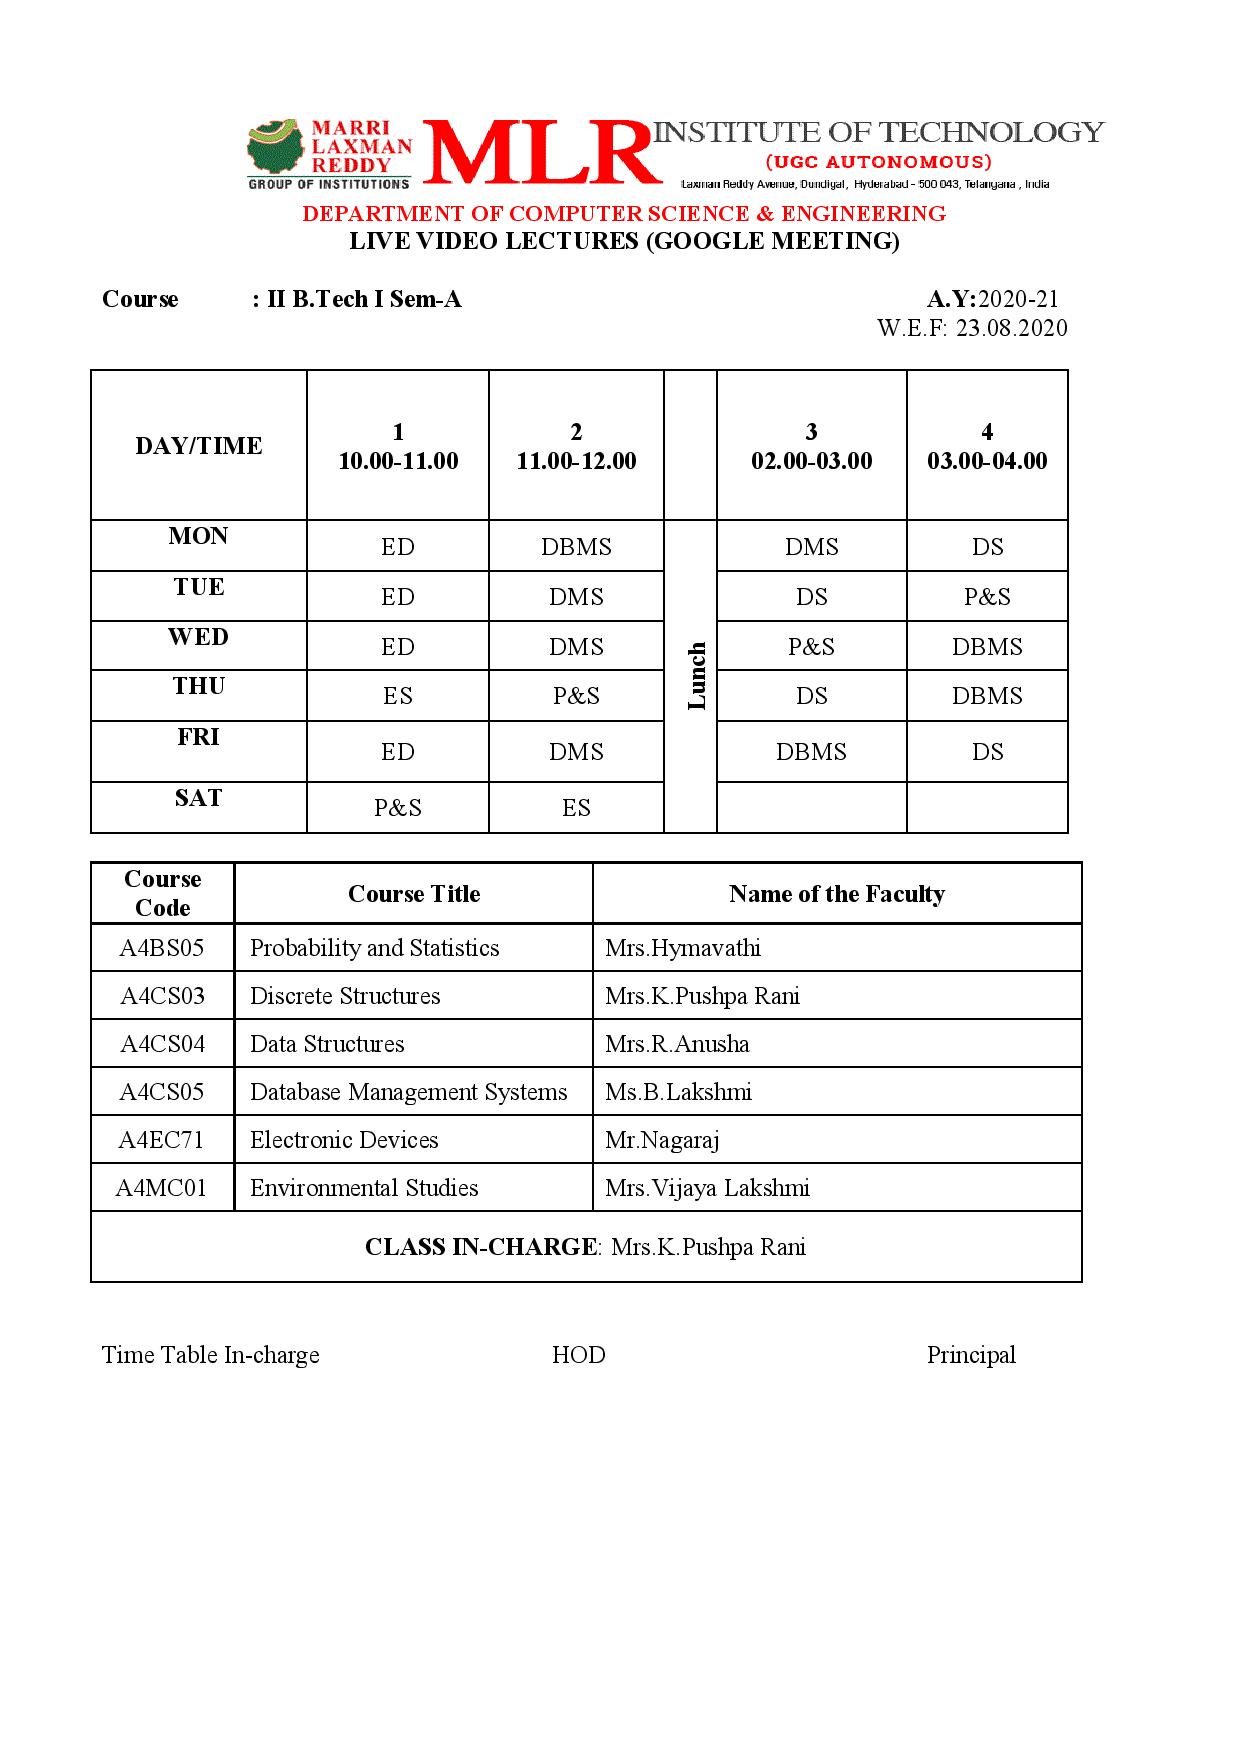 MARRI
LAXMAN
REDDY
GROUP OF INSTITUTIONS
MLR INSTITUTE OF TECHNOLOGY
(UGC AUTONOMOUS)
Laxman Reddy Avenue, Dundigal, Hyderabad - 500 043, Telangana , India
DEPARTMENT OF COMPUTER SCIENCE & ENGINEERING
LIVE VIDEO LECTURES (GOOGLE MEETING)
Course : II B.Tech I Sem-A A.Y:2020-21
W.E.F: 23.08.2020
DAY/TIME 1 10.00-11.00 2 11.00-12.00 3 02.00-03.00 4 03.00-04.00
MON ED DBMS DMS DS
TUE ED DMS DS P&S
WED ED DMS P&S DBMS
Lunch
THU ES P&S DS DBMS
FRI ED DMS DBMS DS
SAT P&S ES
Course Code Course Title Name of the Faculty
A4BS05 Probability and Statistics Mrs.Hymavathi
A4CS03 Discrete Structures Mrs.K.Pushpa Rani
A4CS04 Data Structures Mrs.R.Anusha
A4CS05 Database Management Systems Ms.B.Lakshmi
A4EC71 Electronic Devices Mr.Nagaraj
A4MC01 Environmental Studies Mrs.Vijaya Lakshmi
CLASS IN-CHARGE: Mrs.K.Pushpa Rani
Time Table In-charge HOD Principal